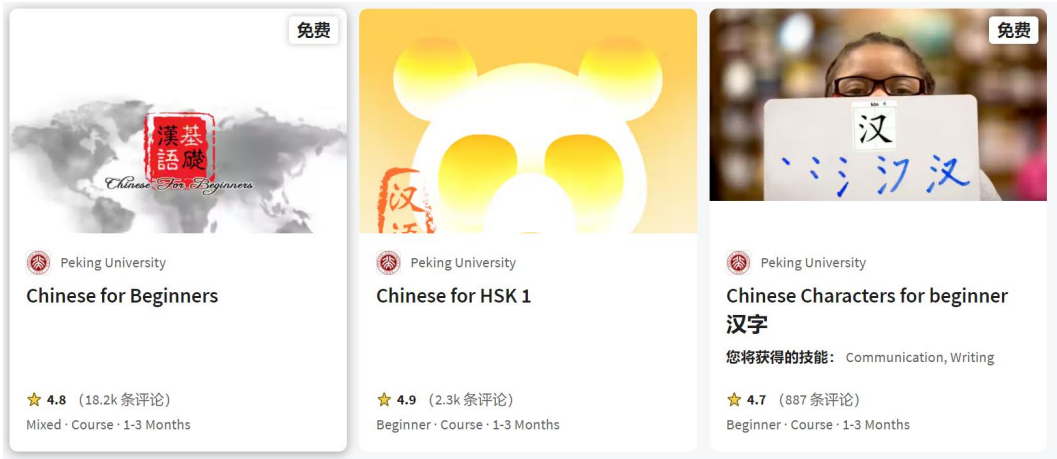 免费
漢基
語礎
Chinese For Beginners
Peking University
Chinese for Beginners
4.8 （18.2k 条评论）
Mixed · Course · 1-3 Months
汉
Peking University
Chinese for HSK 1
4.9 （2.3k 条评论）
Beginner · Course · 1-3 Months
免费
汉
汉
Peking University
Chinese Characters for beginner
汉字
您将获得的技能： Communication, Writing
4.7 （887 条评论）
Beginner · Course · 1-3 Months